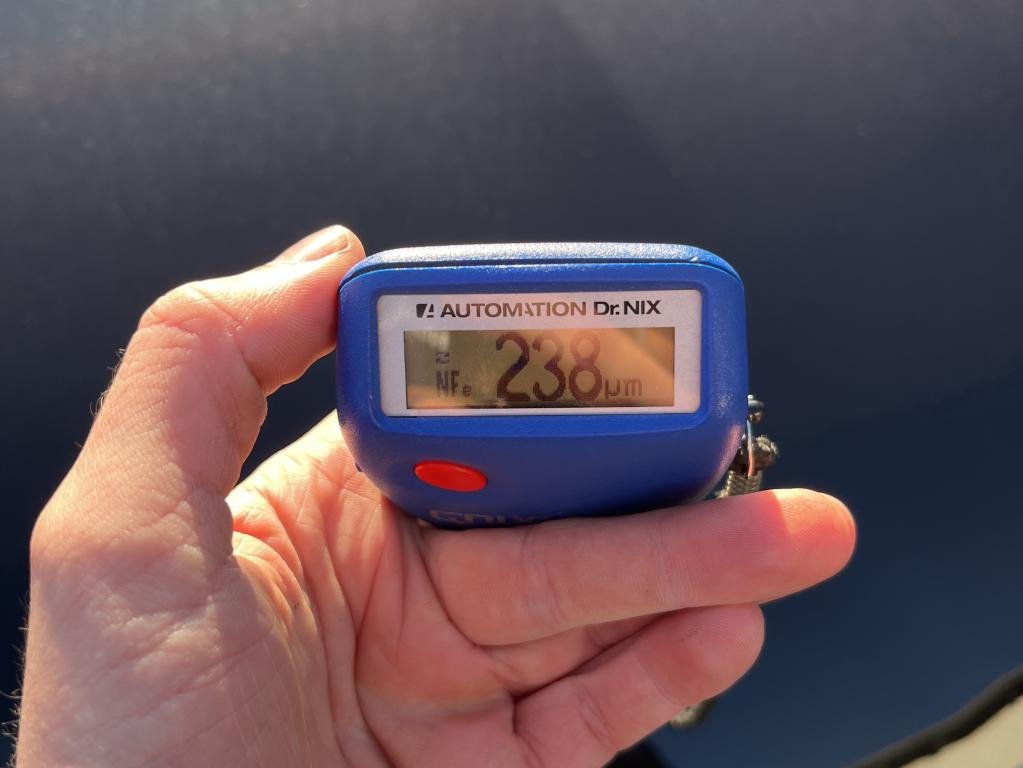 AUTOMATION Dr. NIX
NFe 238 µm